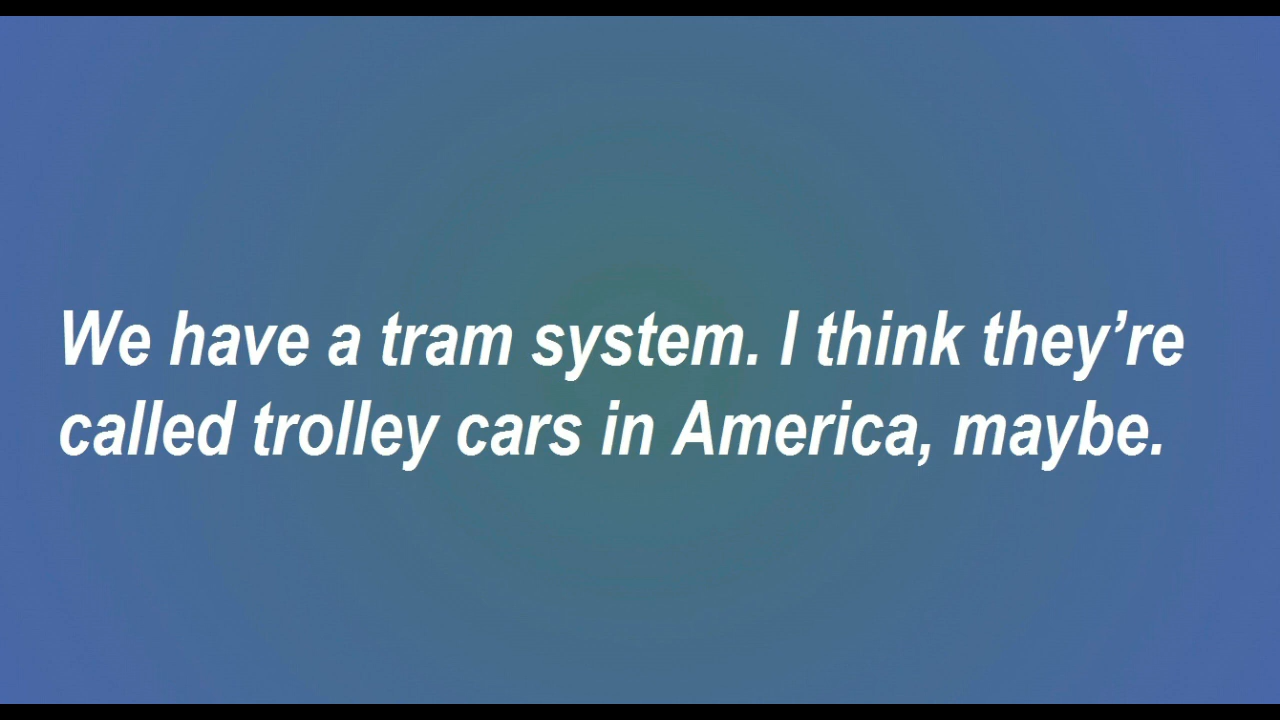 We have a tram system. I think they’re
called trolley cars in America, maybe.